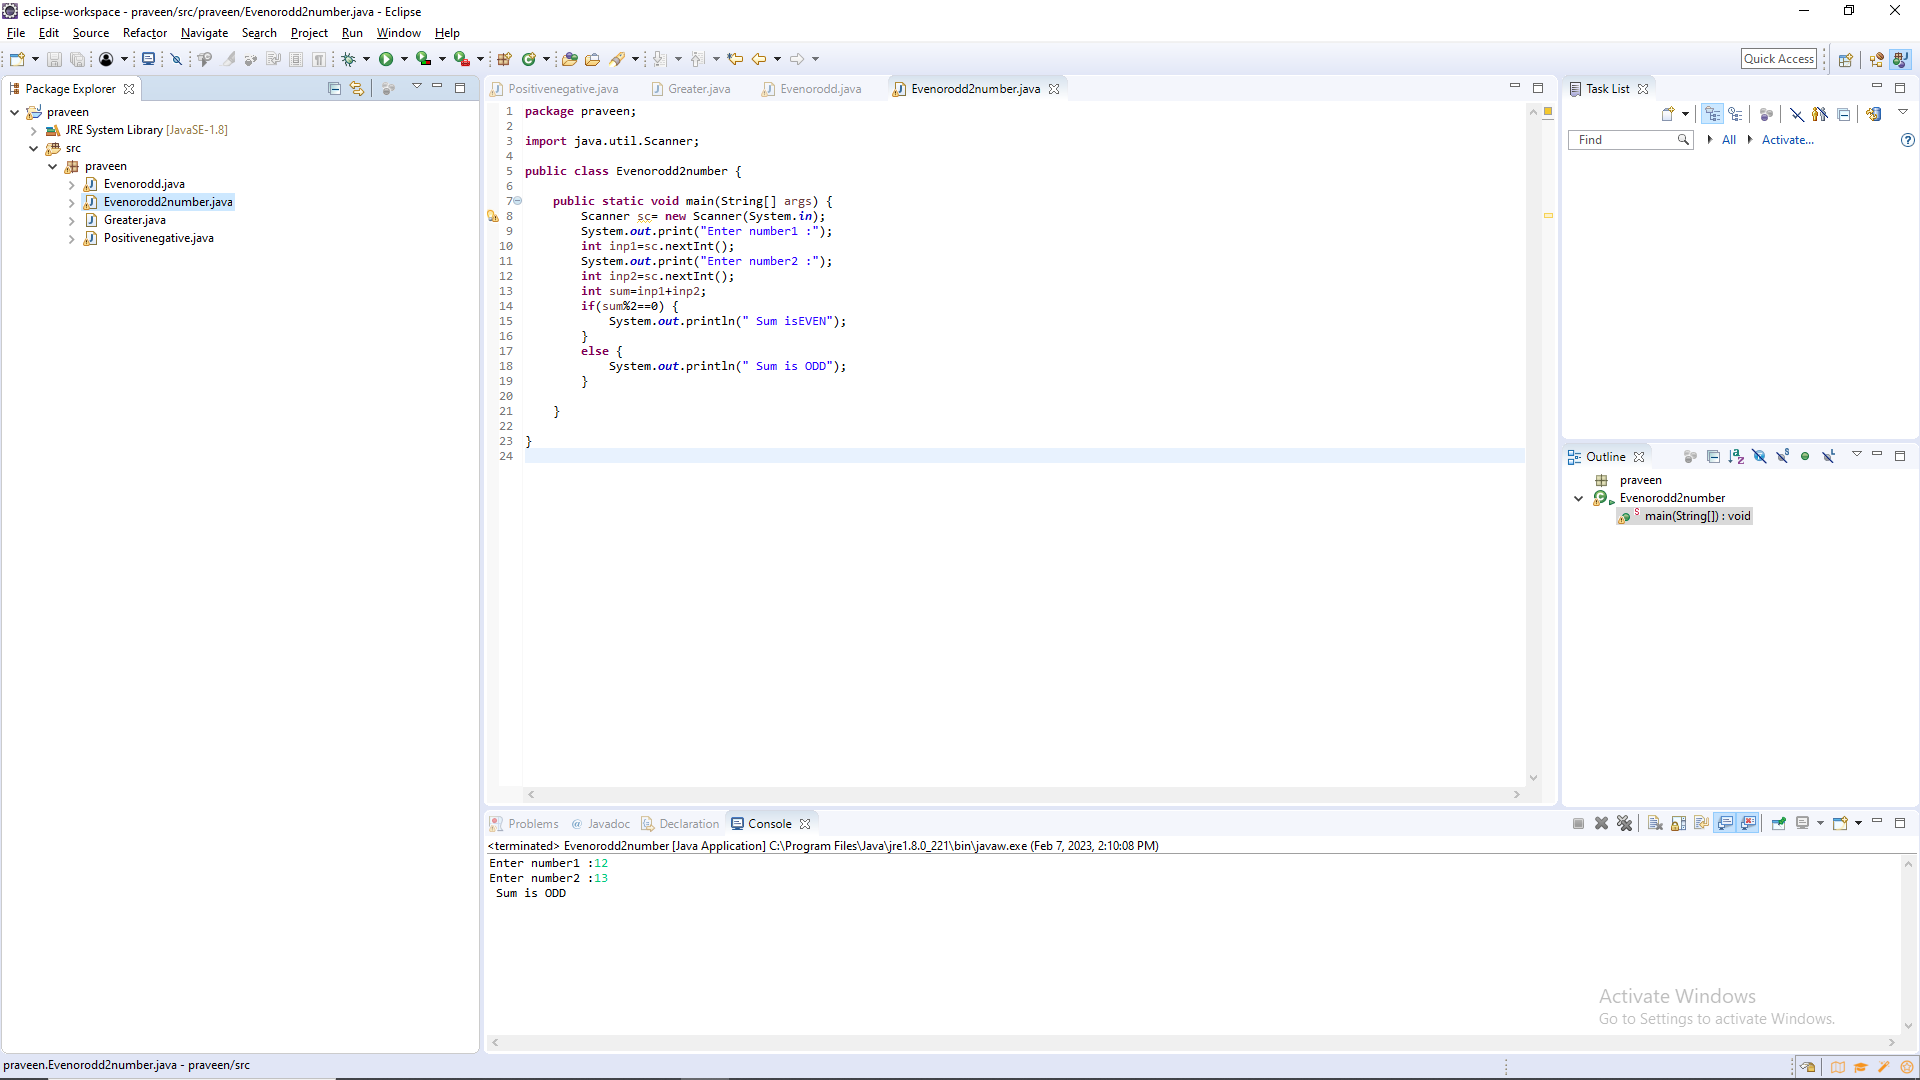 eclipse-workspace - praveen/src/praveen/Evenorodd2number.java - Eclipse
File Edit Source Refactor Navigate Search Project Run Window Help
Quick Access
Package Explorer
praveen
JRE System Library [JavaSE-1.8]
src
praveen
Evenorodd.java
Evenorodd2number.java
Greater.java
Positivenegative.java
Positivenegative.java Greater.java Evenorodd.java Evenorodd2number.java
1 package praveen;
2
3 import java.util.Scanner;
4
5 public class Evenorodd2number {
6
7 public static void main(String[] args) {
8 Scanner sc= new Scanner(System.in);
9 System.out.print("Enter number1 :");
10 int inp1=sc.nextInt();
11 System.out.print("Enter number2 :");
12 int inp2=sc.nextInt();
13 int sum=inp1+inp2;
14 if(sum%2==0) {
15 System.out.println(" Sum isEVEN");
16 }
17 else {
18 System.out.println(" Sum is ODD");
19 }
20
21 }
22
23 }
24
Task List
Find All Activate...
Outline
praveen
Evenorodd2number
main(String[]) : void
Problems @ Javadoc Declaration Console
<terminated> Evenorodd2number [Java Application] C:\Program Files\Java\jre1.8.0_221\bin\javaw.exe (Feb 7, 2023, 2:10:08 PM)
Enter number1 :12
Enter number2 :13
Sum is ODD
Activate Windows
Go to Settings to activate Windows.
praveen.Evenorodd2number.java - praveen/src